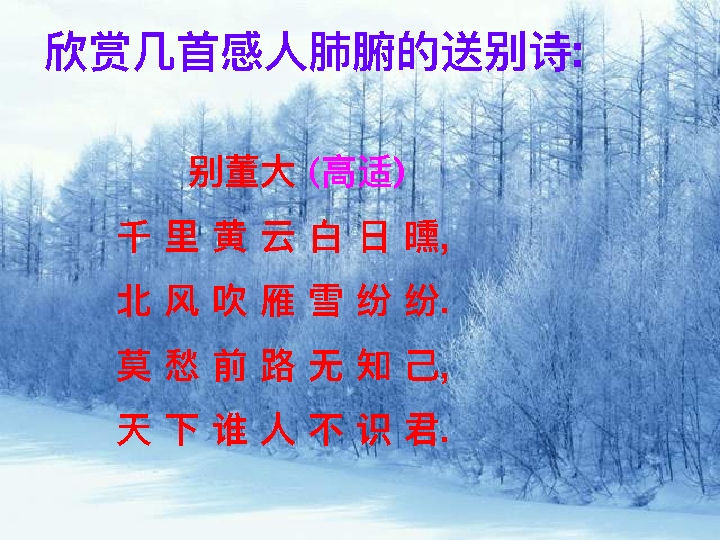 欣赏几首感人肺腑的送别诗:
别董大 (高适)
千 里 黄 云 白 日 曛,
北 风 吹 雁 雪 纷 纷.
莫 愁 前 路 无 知 己,
天 下 谁 人 不 识 君.